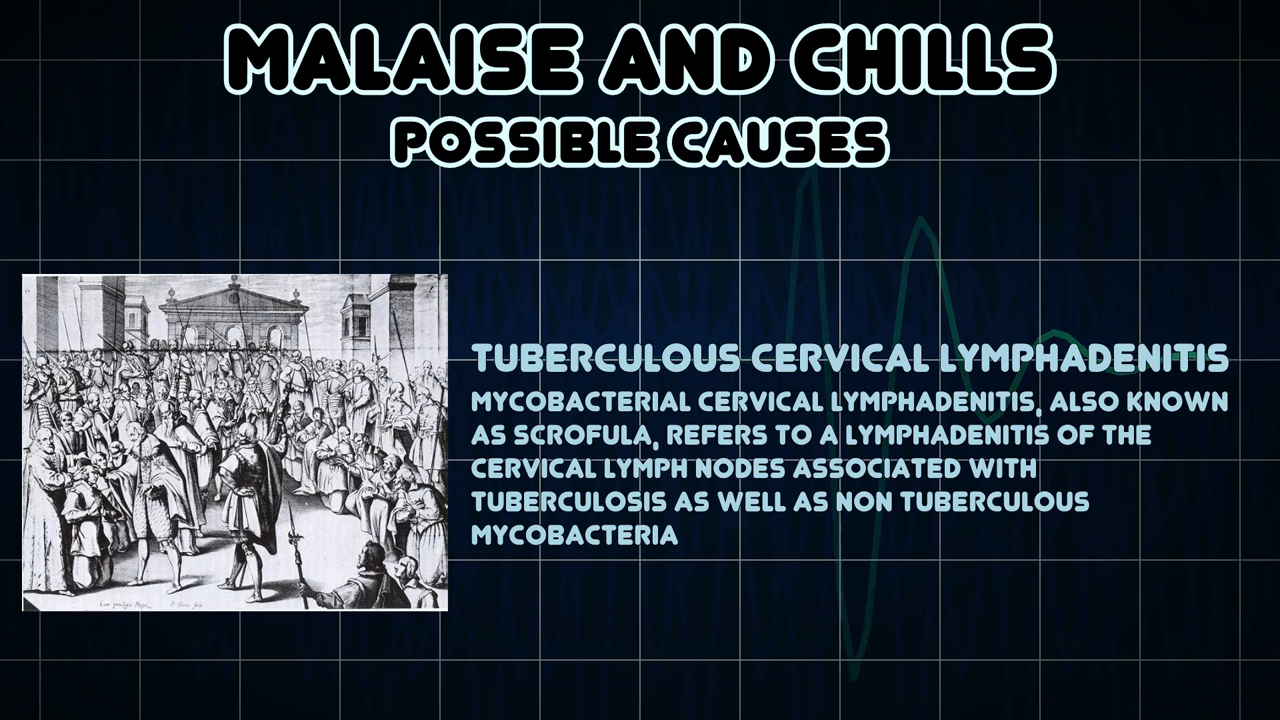 MALAISE AND CHILLS
POSSIBLE CAUSES
TUBERCULOUS CERVICAL LYMPHADENITIS
MYCOBACTERIAL CERVICAL LYMPHADENITIS, ALSO KNOWN
AS SCROFULA, REFERS TO A LYMPHADENITIS OF THE
CERVICAL LYMPH NODES ASSOCIATED WITH
TUBERCULOSIS AS WELL AS NON TUBERCULOUS
MYCOBACTERIA